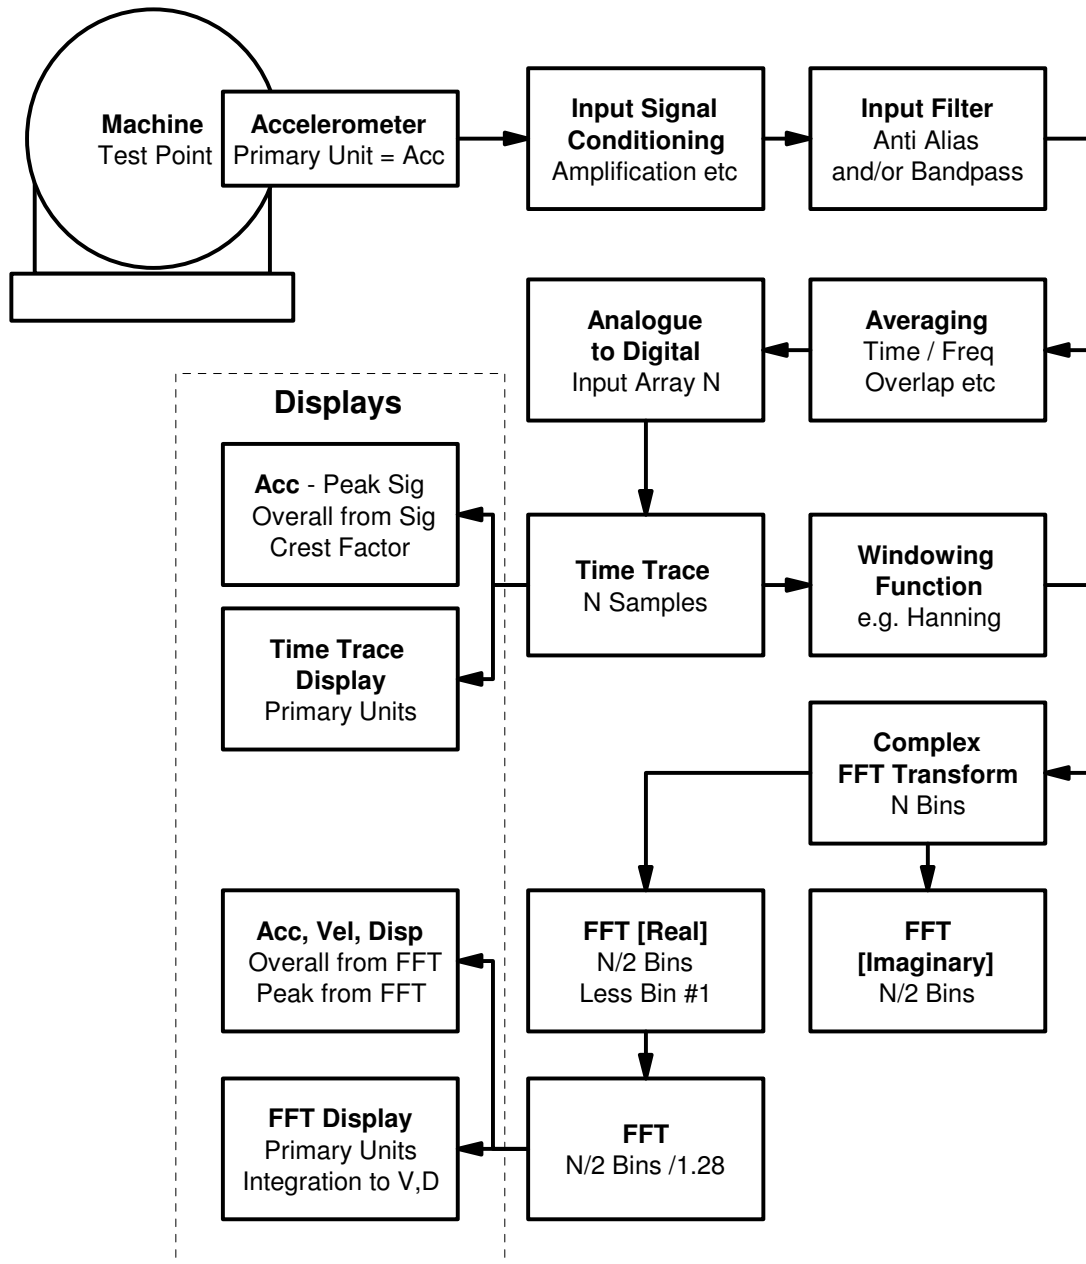 Machine
Test Point
Accelerometer
Primary Unit = Acc
Input Signal
Conditioning
Amplification etc
Input Filter
Anti Alias
and/or Bandpass
Analogue
to Digital
Input Array N
Averaging
Time / Freq
Overlap etc
Displays
Acc - Peak Sig
Overall from Sig
Crest Factor
Time Trace
N Samples
Windowing
Function
e.g. Hanning
Time Trace
Display
Primary Units
Complex
FFT Transform
N Bins
Acc, Vel, Disp
Overall from FFT
Peak from FFT
FFT [Real]
N/2 Bins
Less Bin #1
FFT
[Imaginary]
N/2 Bins
FFT Display
Primary Units
Integration to V,D
FFT
N/2 Bins /1.28